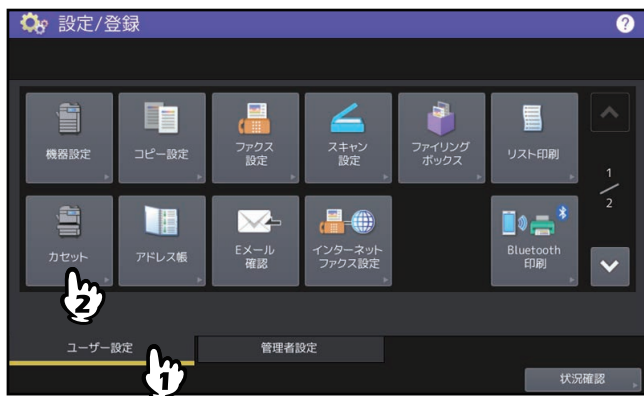 設定/登録
?
機器設定
コピー設定
ファクス
設定
スキャン
設定
ファイリング
ボックス
リスト印刷
1
/
2
カセット
アドレス帳
Eメール
確認
インターネット
ファクス設定
Bluetooth
印刷
2
ユーザー設定
管理者設定
1
状況確認